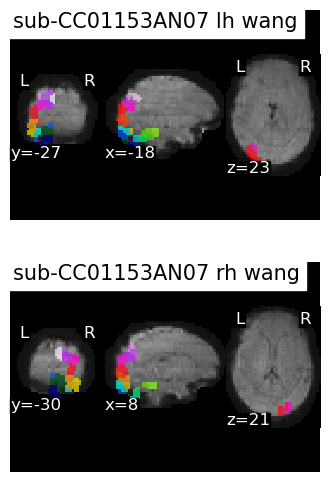 sub-CC01153AN07 lh wang
L R L R
y=-27 x=-18 z=23
sub-CC01153AN07 rh wang
L R L R
y=-30 x=8 z=21